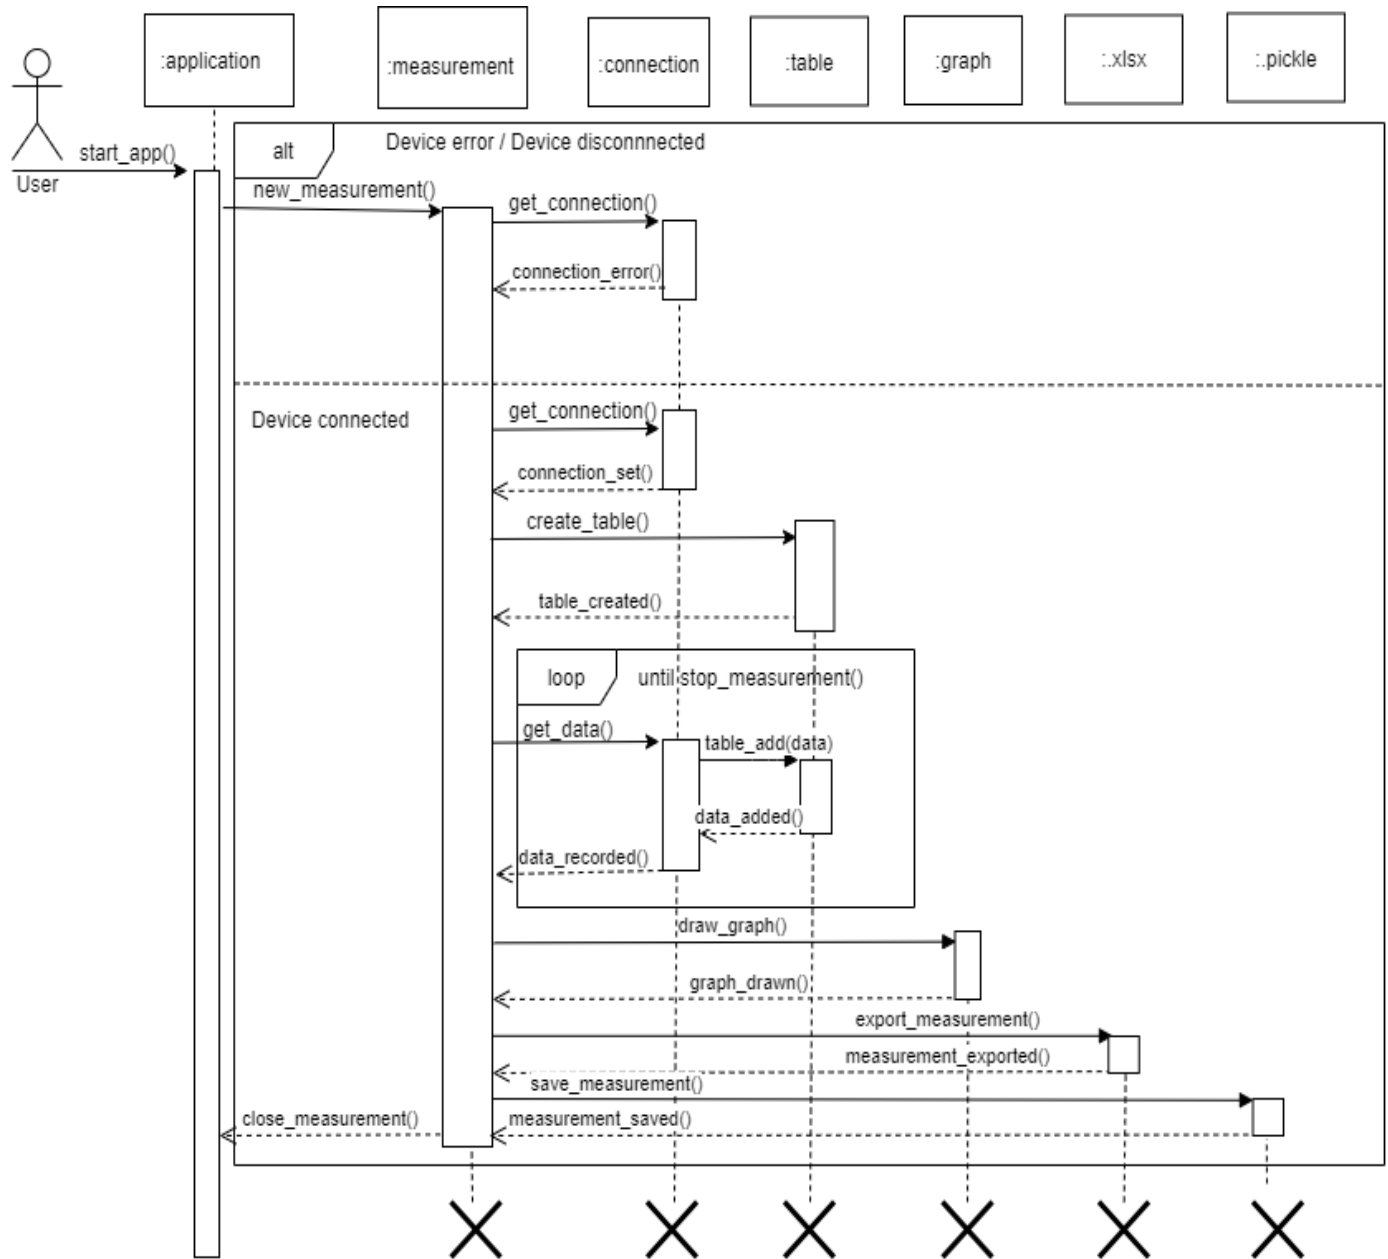 :application
:measurement
:connection
:table
:graph
:.xlsx
:.pickle
alt
Device error / Device disconnnected
start_app()
User
new_measurement()
get_connection()
connection_error()
Device connected
get_connection()
connection_set()
create_table()
table_created()
loop
until stop_measurement()
get_data()
table_add(data)
data_added()
data_recorded()
draw_graph()
graph_drawn()
export_measurement()
measurement_exported()
save_measurement()
close_measurement()
measurement_saved()